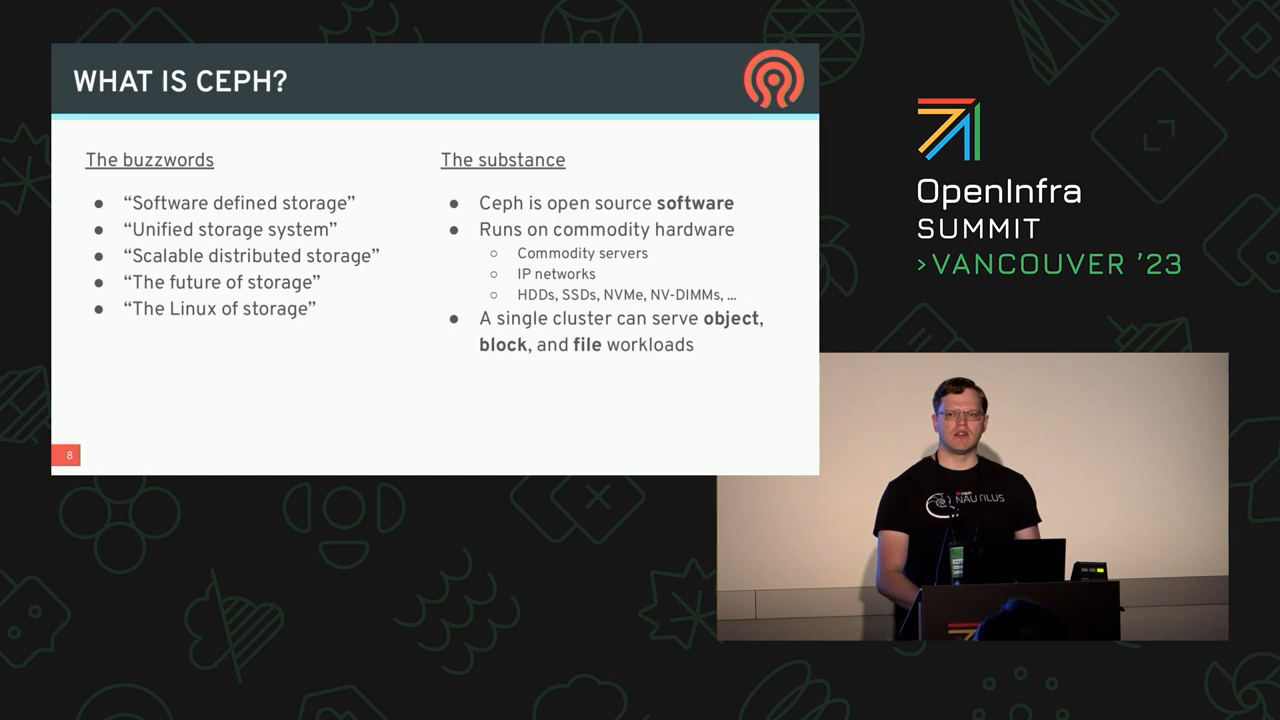 WHAT IS CEPH?
The buzzwords
● “Software defined storage”
● “Unified storage system”
● “Scalable distributed storage”
● “The future of storage”
● “The Linux of storage”
The substance
● Ceph is open source software
● Runs on commodity hardware
○ Commodity servers
○ IP networks
○ HDDs, SSDs, NVMe, NV-DIMMs, ...
● A single cluster can serve object,
block, and file workloads
8
OpenInfra
SUMMIT
>VANCOUVER ’23
ceph
NAUTILUS